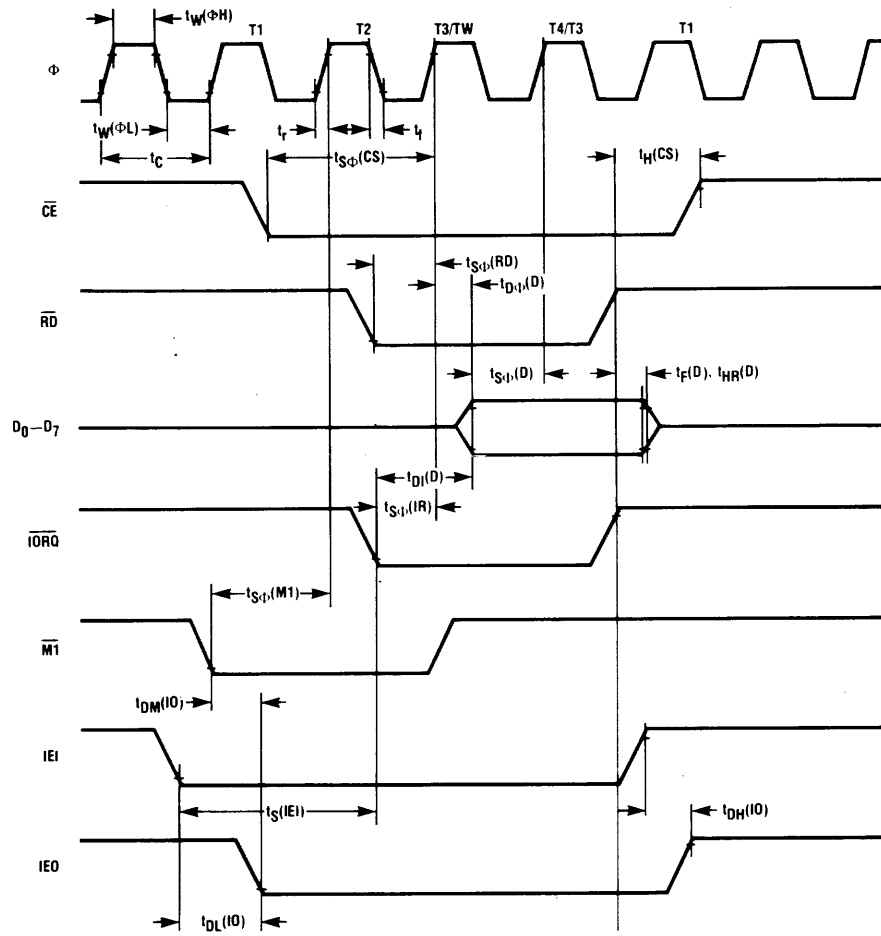 tW(ΦH)
T1 T2 T3/TW T4/T3 T1
Φ
tW(ΦL) tr tf
tC tSΦ(CS) tH(CS)
CE
tSΦ(RD)
tDΦ(D)
RD
tSΦ(D) tF(D), tHR(D)
D0—D7
tDI(D)
tSΦ(IR)
IORQ
tSΦ(M1)
M1
tDM(IO)
IEI
tS(IEI) tDH(IO)
IEO
tDL(IO)